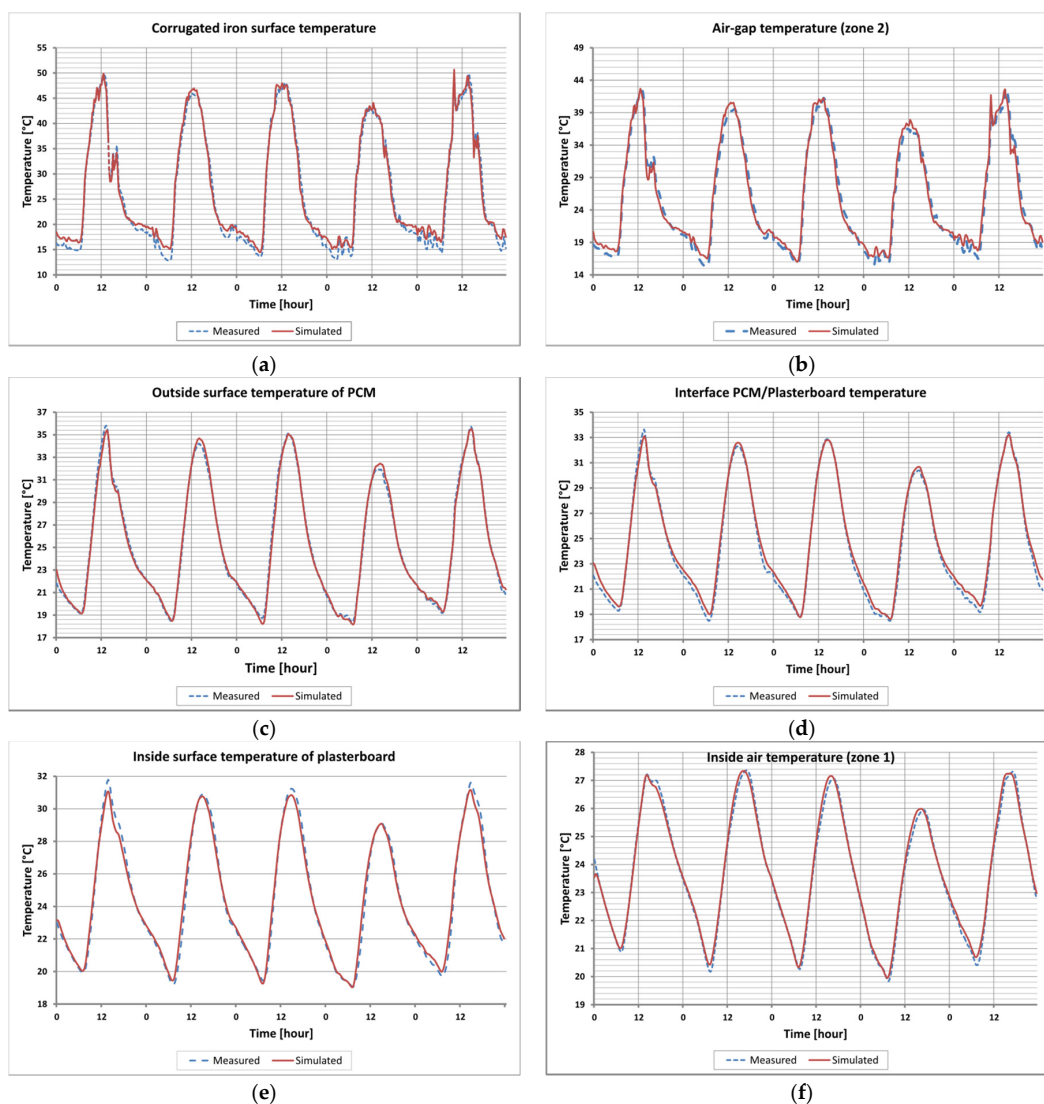 Corrugated iron surface temperature
Temperature [°C]
55
50
45
40
35
30
25
20
15
10
0 12 0 12 0 12 0 12 0 12
Time [hour]
Measured Simulated
(a)
Air-gap temperature (zone 2)
Temperature [°C]
49
44
39
34
29
24
19
14
0 12 0 12 0 12 0 12 0 12
Time [hour]
Measured Simulated
(b)
Outside surface temperature of PCM
Temperature [°C]
37
35
33
31
29
27
25
23
21
19
17
0 12 0 12 0 12 0 12 0 12
Time [hour]
Measured Simulated
(c)
Interface PCM/Plasterboard temperature
Temperature [°C]
35
33
31
29
27
25
23
21
19
17
0 12 0 12 0 12 0 12 0 12
Time [hour]
Measured Simulated
(d)
Inside surface temperature of plasterboard
Temperature [°C]
32
30
28
26
24
22
20
18
0 12 0 12 0 12 0 12 0 12
Time [hour]
Measured Simulated
(e)
Inside air temperature (zone 1)
Temperature [°C]
28
27
26
25
24
23
22
21
20
19
0 12 0 12 0 12 0 12 0 12
Time [hour]
Measured Simulated
(f)